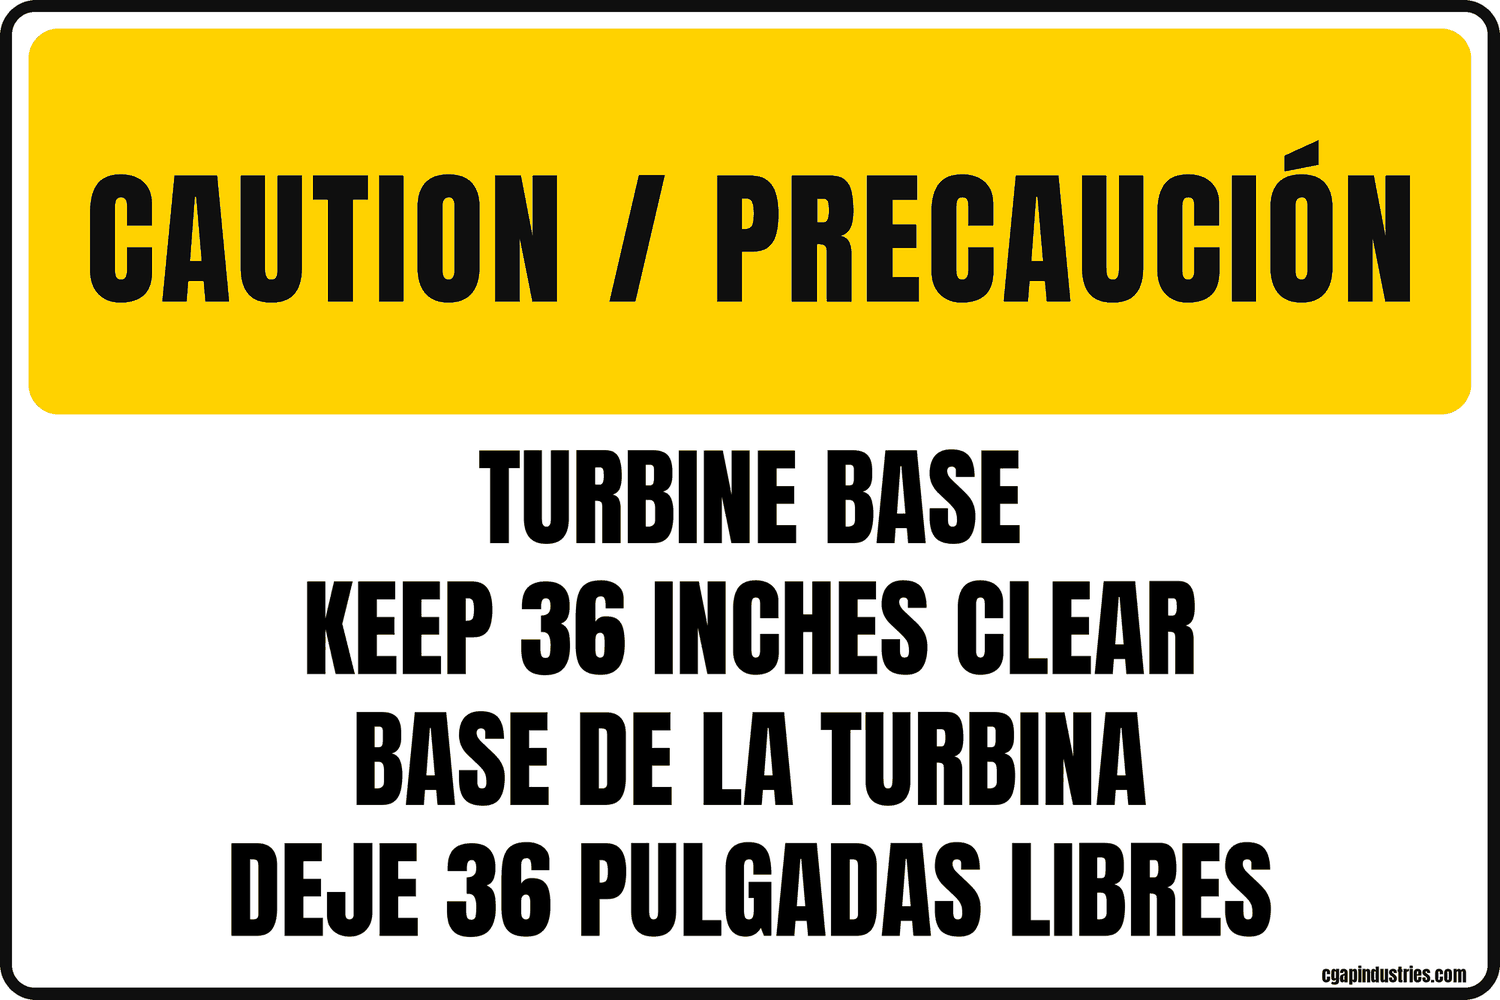 CAUTION / PRECAUCIÓN
TURBINE BASE
KEEP 36 INCHES CLEAR
BASE DE LA TURBINA
DEJE 36 PULGADAS LIBRES
cgapindustries.com